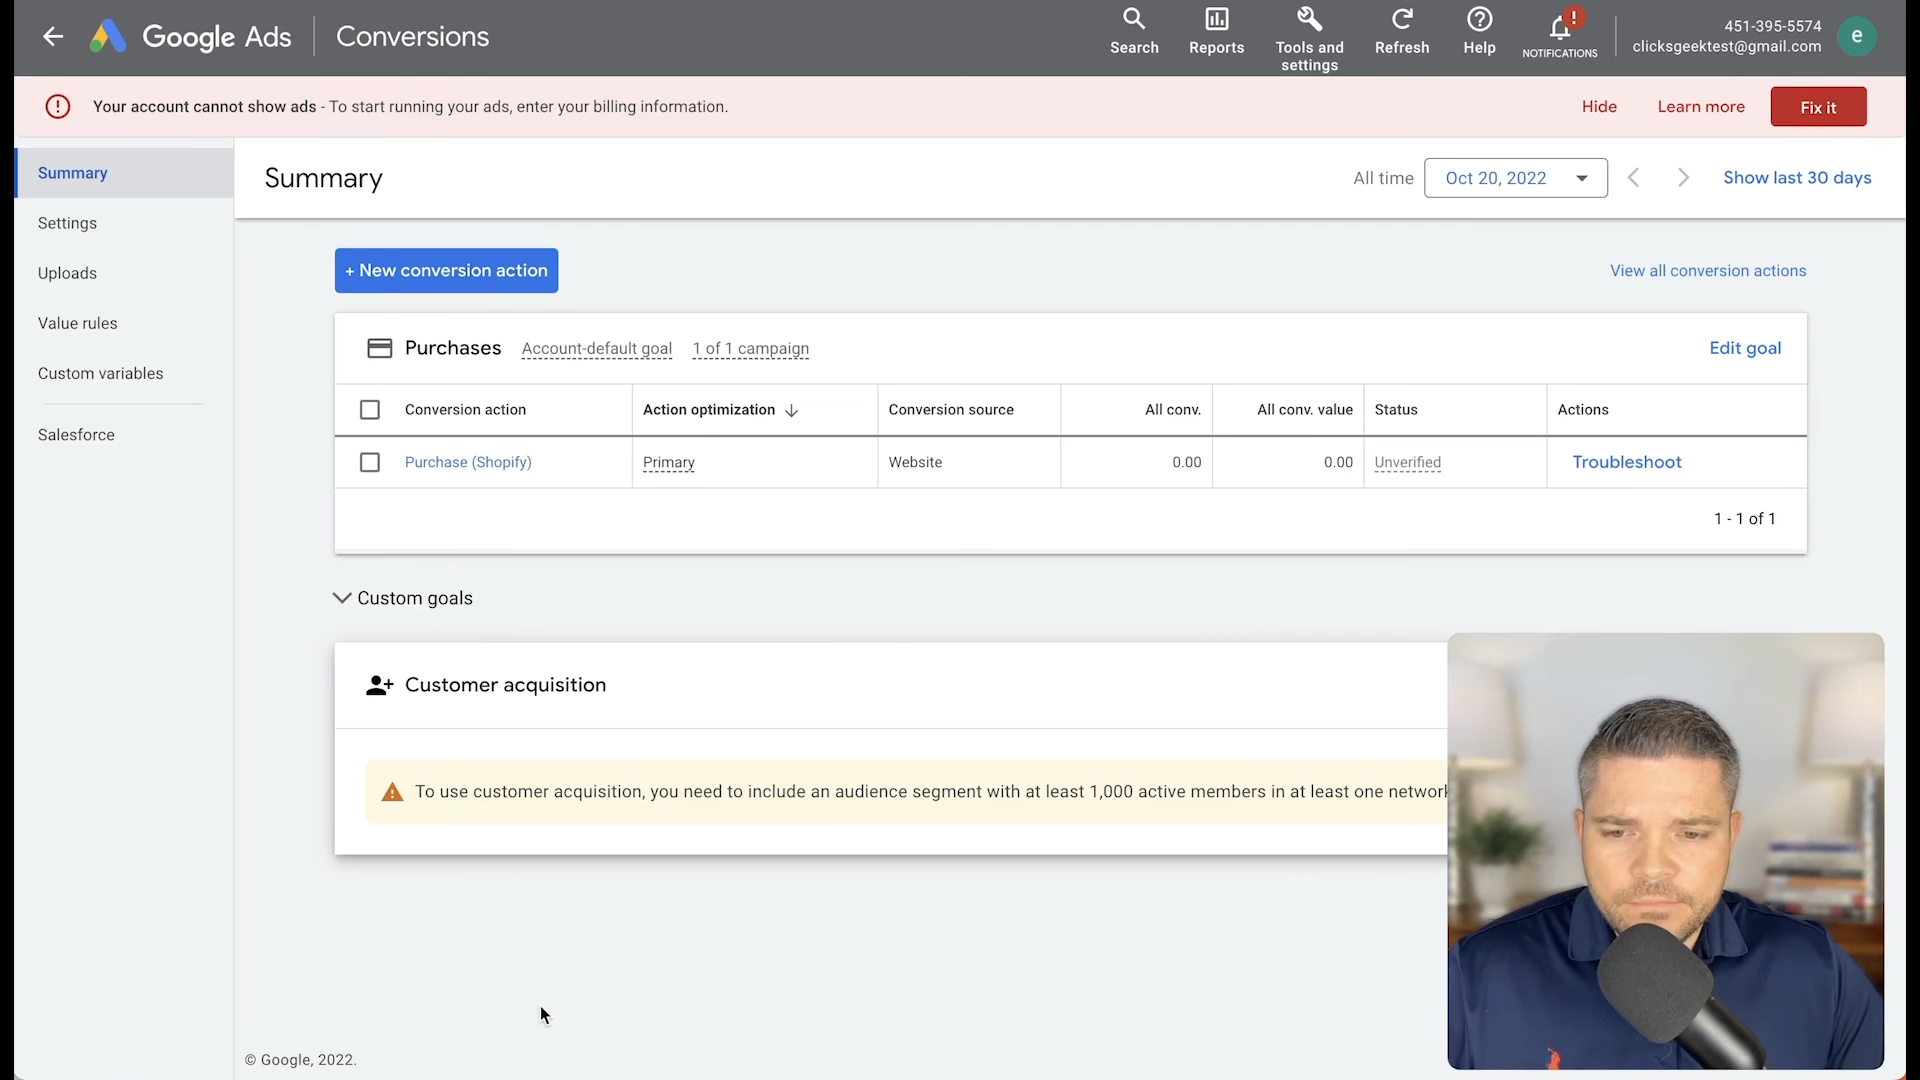 Google Ads Conversions
Search
Reports
Tools and
settings
Refresh
Help
!
NOTIFICATIONS
451-395-5574
clicksgeektest@gmail.com
e
Your account cannot show ads - To start running your ads, enter your billing information.
Hide
Learn more
Fix it
Summary
Settings
Uploads
Value rules
Custom variables
Salesforce
Summary
All time
Oct 20, 2022
Show last 30 days
+ New conversion action
View all conversion actions
Purchases Account-default goal 1 of 1 campaign
Edit goal
Conversion action Action optimization Conversion source All conv. All conv. value Status Actions
Purchase (Shopify) Primary Website 0.00 0.00 Unverified Troubleshoot
1 - 1 of 1
Custom goals
Customer acquisition
To use customer acquisition, you need to include an audience segment with at least 1,000 active members in at least one network
© Google, 2022.